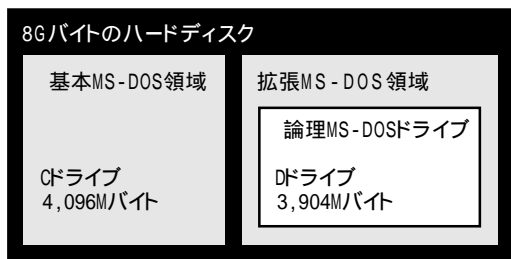 8Gバイトのハードディスク
基本MS-DOS領域
Cドライブ
4,096Mバイト
拡張MS-DOS領域
論理MS-DOSドライブ
Dドライブ
3,904Mバイト